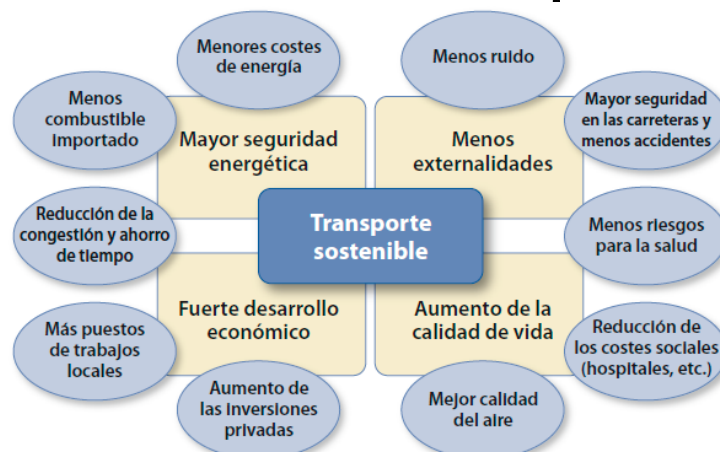 Menores costes
de energía
Menos ruido
Menos
combustible
importado
Mayor seguridad
energética
Menos
externalidades
Mayor seguridad
en las carreteras y
menos accidentes
Reducción de la
congestión y ahorro
de tiempo
Transporte
sostenible
Menos riesgos
para la salud
Fuerte desarrollo
económico
Aumento de la
calidad de vida
Más puestos
de trabajos
locales
Reducción de
los costes sociales
(hospitales, etc.)
Aumento de
las inversiones
privadas
Mejor calidad
del aire